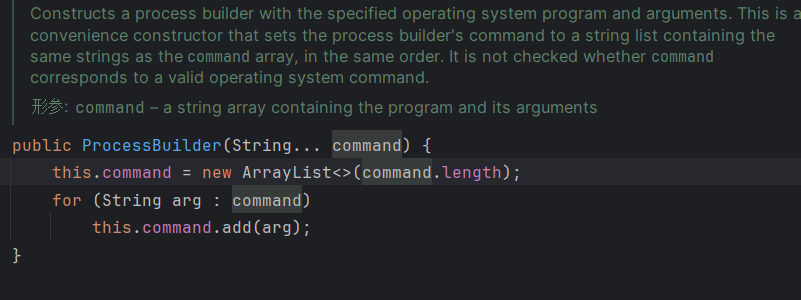 Constructs a process builder with the specified operating system program and arguments. This is a
convenience constructor that sets the process builder's command to a string list containing the
same strings as the command array, in the same order. It is not checked whether command
corresponds to a valid operating system command.
形参: command – a string array containing the program and its arguments
public ProcessBuilder(String... command) {
    this.command = new ArrayList<>(command.length);
    for (String arg : command)
        this.command.add(arg);
}